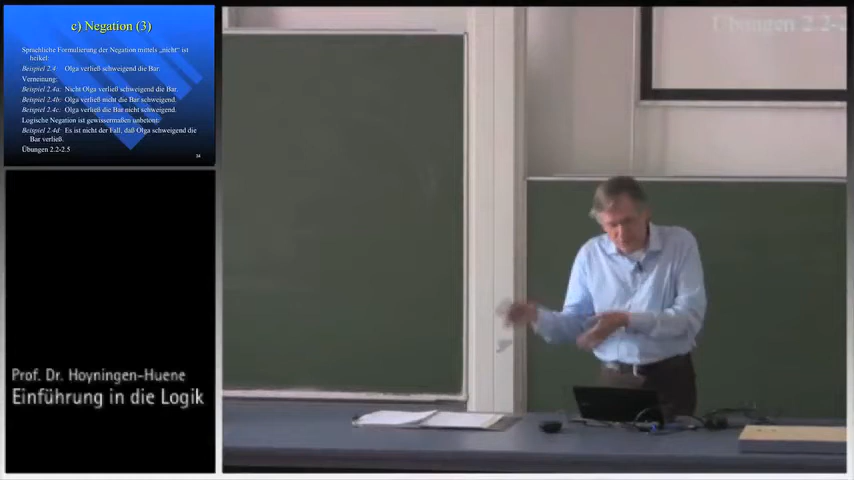 c) Negation (3)
Sprachliche Formulierung der Negation mittels „nicht“ ist
heikel:
Beispiel 2.4 Olga verließ schweigend die Bar.
Verneinung:
Beispiel 2.4a: Nicht Olga verließ schweigend die Bar.
Beispiel 2.4b: Olga verließ nicht die Bar schweigend.
Beispiel 2.4c: Olga verließ die Bar nicht schweigend.
Logische Negation ist gewissermaßen unbetont:
Beispiel 2.4d: Es ist nicht der Fall, daß Olga schweigend die
Bar verließ.
Übungen 2.2-2.5
Übungen 2.2-2
Prof. Dr. Hoyningen-Huene
Einführung in die Logik